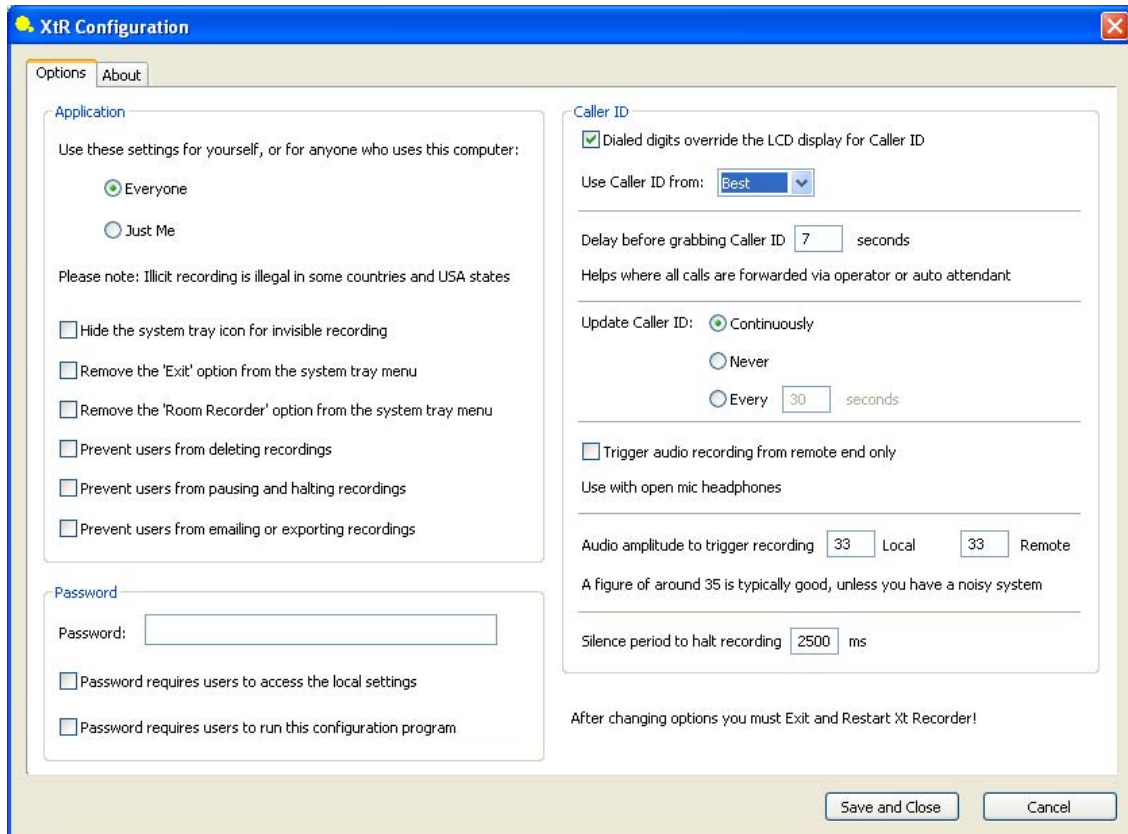 XtR Configuration
Options
About
Application
Use these settings for yourself, or for anyone who uses this computer:
Everyone
Just Me
Please note: Illicit recording is illegal in some countries and USA states
Hide the system tray icon for invisible recording
Remove the 'Exit' option from the system tray menu
Remove the 'Room Recorder' option from the system tray menu
Prevent users from deleting recordings
Prevent users from pausing and halting recordings
Prevent users from emailing or exporting recordings
Password
Password:
Password requires users to access the local settings
Password requires users to run this configuration program
Caller ID
Dialed digits override the LCD display for Caller ID
Use Caller ID from: Best
Delay before grabbing Caller ID 7 seconds
Helps where all calls are forwarded via operator or auto attendant
Update Caller ID: Continuously
Never
Every 30 seconds
Trigger audio recording from remote end only
Use with open mic headphones
Audio amplitude to trigger recording 33 Local 33 Remote
A figure of around 35 is typically good, unless you have a noisy system
Silence period to halt recording 2500 ms
After changing options you must Exit and Restart Xt Recorder!
Save and Close
Cancel